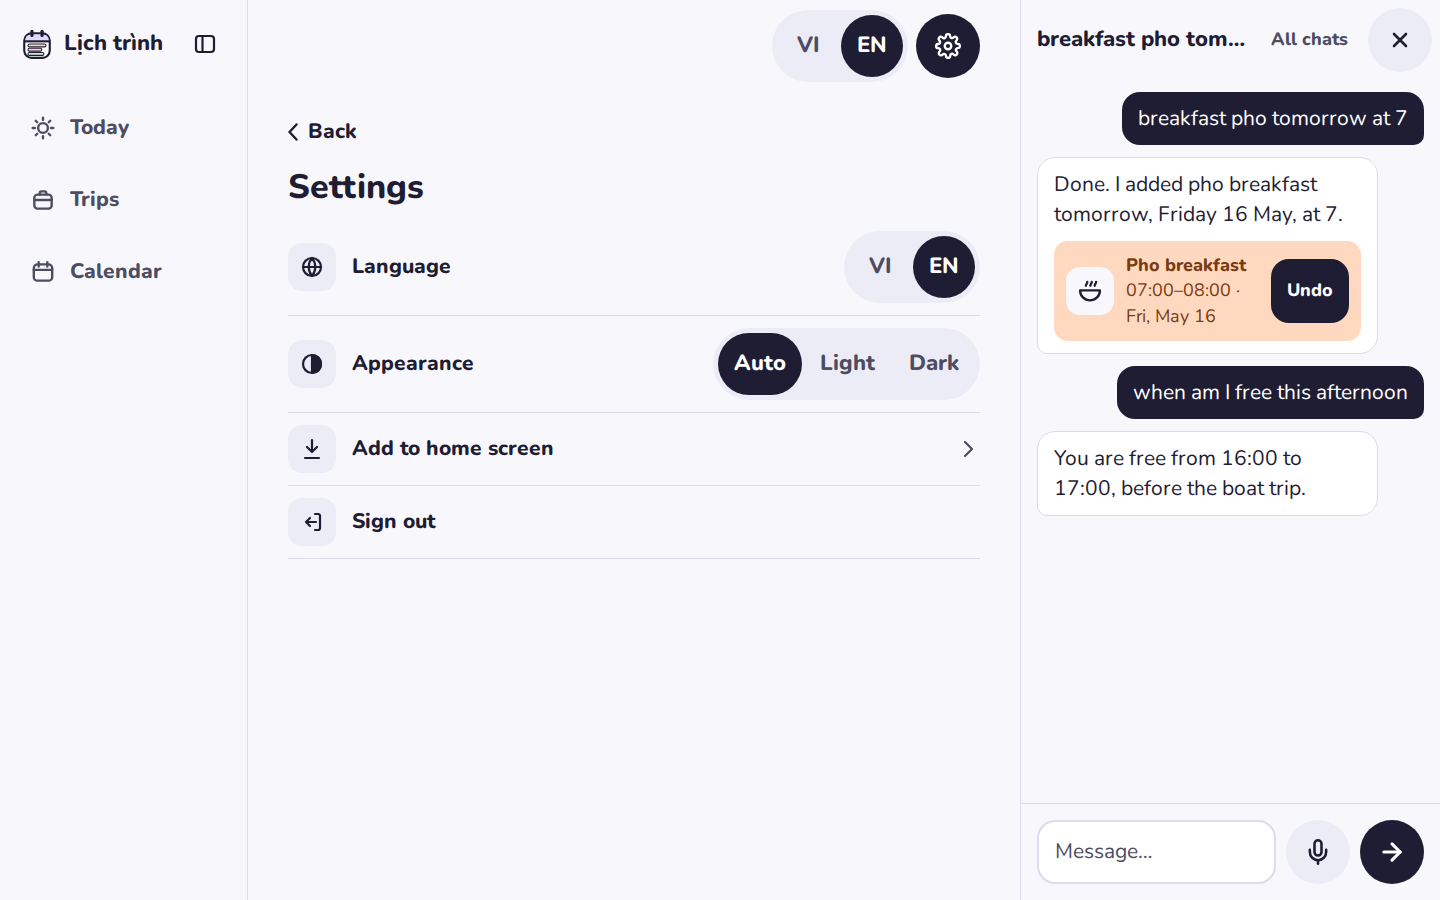 Lịch trình
Today
Trips
Calendar
VI EN
Back
Settings
Language
VI EN
Appearance
Auto Light Dark
Add to home screen
Sign out
breakfast pho tom... All chats
breakfast pho tomorrow at 7
Done. I added pho breakfast
tomorrow, Friday 16 May, at 7.
Pho breakfast
07:00–08:00 ·
Fri, May 16
Undo
when am I free this afternoon
You are free from 16:00 to
17:00, before the boat trip.
Message...